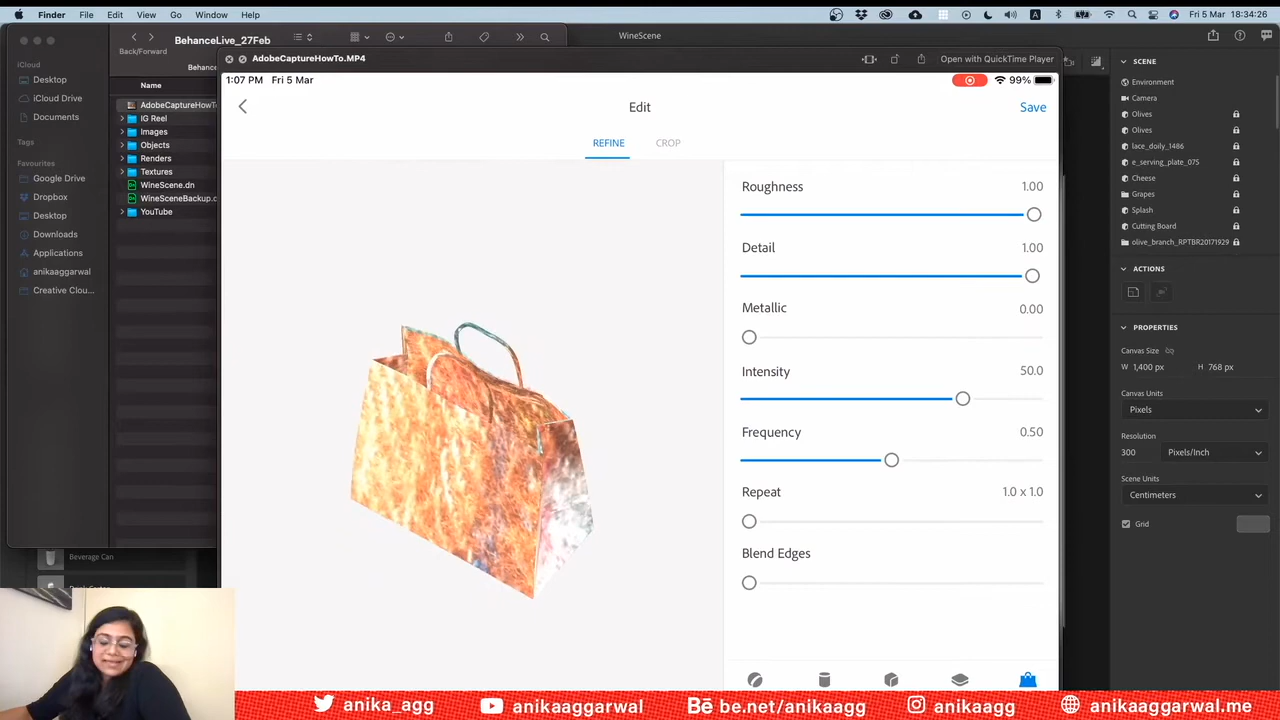 Finder File Edit View Go Window Help
Fri 5 Mar 18:34:26
BehanceLive_27Feb
Back/Forward
Behance
WineScene
iCloud
Desktop
iCloud Drive
Documents
Tags
Favourites
Google Drive
Dropbox
Desktop
Downloads
Applications
anikaaggarwal
Creative Clou...
Name
AdobeCaptureHowTo
IG Reel
Images
Objects
Renders
Textures
WineScene.dn
WineSceneBackup.d
YouTube
Beverage Can
AdobeCaptureHowTo.MP4
Open with QuickTime Player
1:07 PM Fri 5 Mar
99%
Edit
Save
REFINE CROP
Roughness 1.00
Detail 1.00
Metallic 0.00
Intensity 50.0
Frequency 0.50
Repeat 1.0 x 1.0
Blend Edges
SCENE
Environment
Camera
Olives
Olives
lace_doily_1486
e_serving_plate_075
Cheese
Grapes
Splash
Cutting Board
olive_branch_RPTBR20171929
ACTIONS
PROPERTIES
Canvas Size
W 1,400 px H 768 px
Canvas Units
Pixels
Resolution
300 Pixels/Inch
Scene Units
Centimeters
Grid
anika_agg
anikaaggarwal
Bē be.net/anikaagg
anikaagg
anikaaggarwal.me